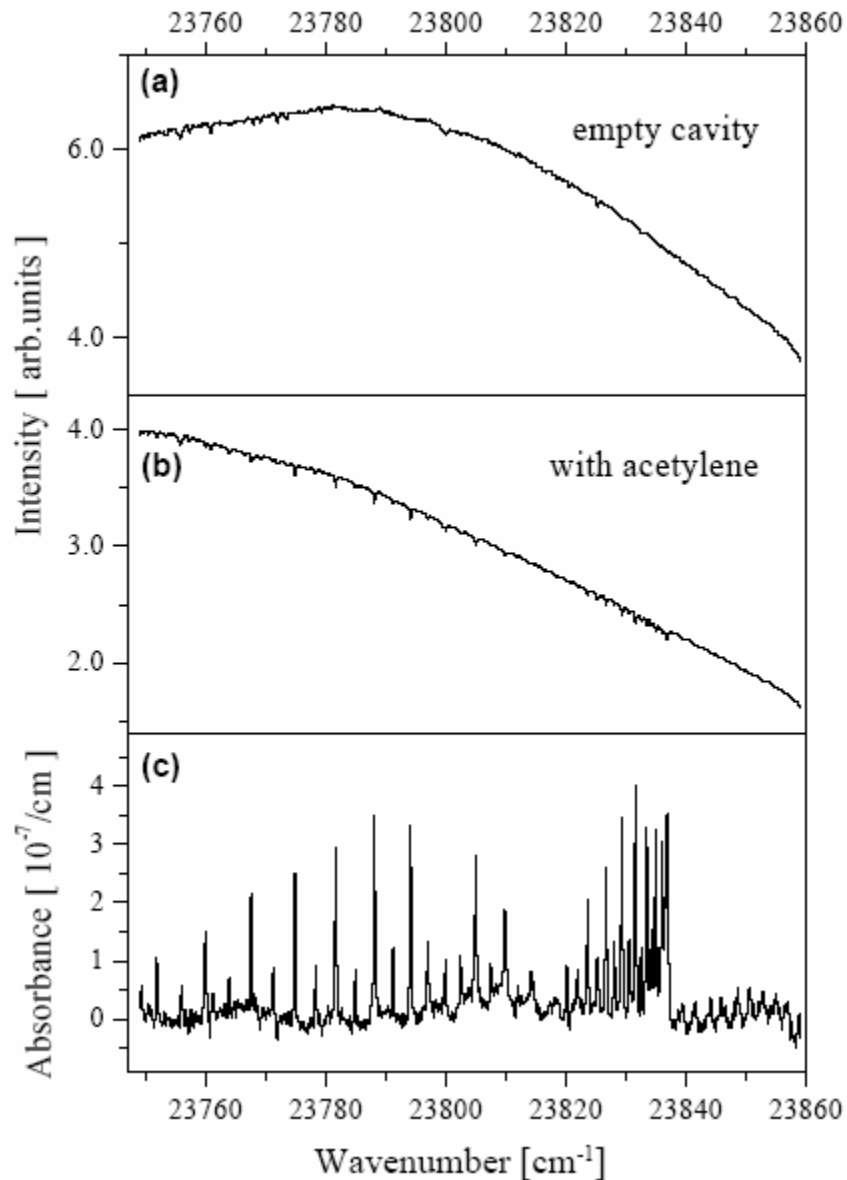 23760 23780 23800 23820 23840 23860
(a)
empty cavity
6.0
4.0
Intensity [ arb.units ]
4.0
(b)
with acetylene
3.0
2.0
(c)
Absorbance [ 10⁻⁷/cm ]
4
3
2
1
0
23760 23780 23800 23820 23840 23860
Wavenumber [cm⁻¹]